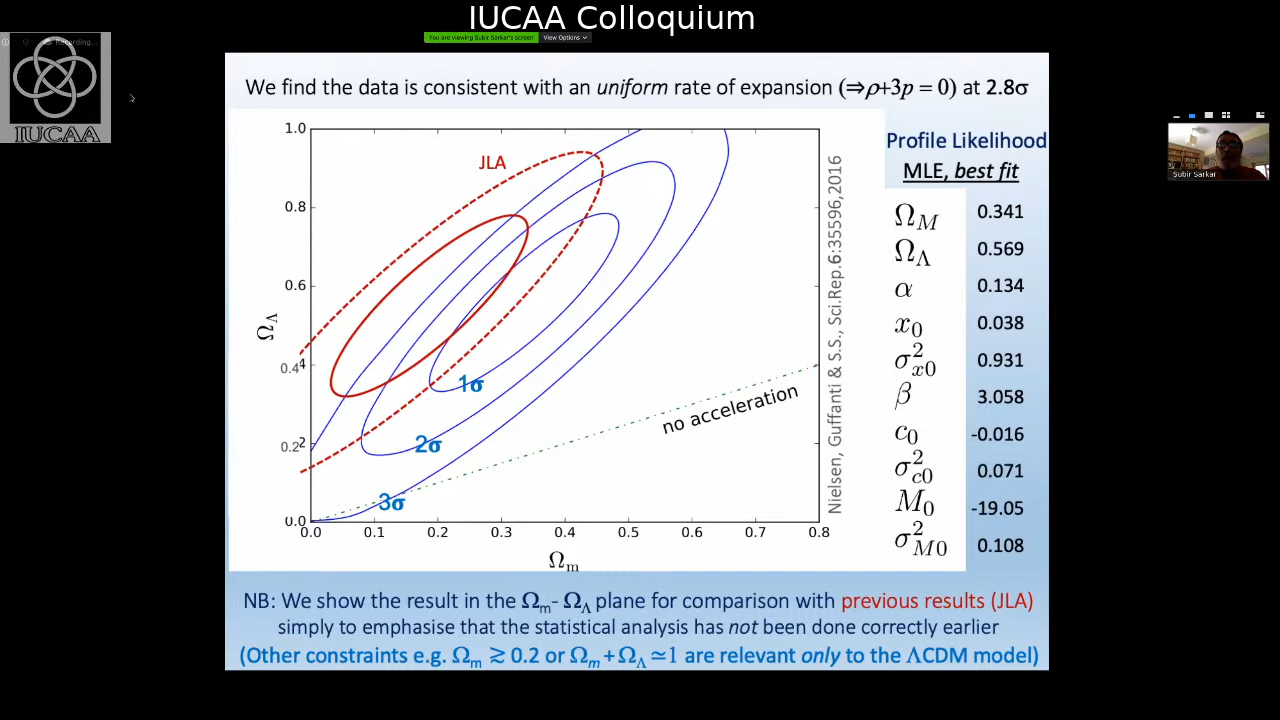 IUCAA Colloquium
You are viewing Subir Sarkar's screen View Options
Recording...
IUCAA
We find the data is consistent with an uniform rate of expansion (⇒ρ+3p = 0) at 2.8σ
1.0
0.8
0.6
0.4 4
0.2 2
0.0
0.0 0.1 0.2 0.3 0.4 0.5 0.6 0.7 0.8
Ω_Λ
Ω_m
JLA
1σ
2σ
3σ
no acceleration
Nielsen, Guffanti & S.S., Sci.Rep.6:35596,2016
Profile Likelihood
MLE, best fit
Ω_M 0.341
Ω_Λ 0.569
α 0.134
x_0 0.038
σ²_x0 0.931
β 3.058
c_0 -0.016
σ²_c0 0.071
M_0 -19.05
σ²_M0 0.108
Subir Sarkar
NB: We show the result in the Ω_m- Ω_Λ plane for comparison with previous results (JLA)
simply to emphasise that the statistical analysis has not been done correctly earlier
(Other constraints e.g. Ω_m ≳ 0.2 or Ω_m + Ω_Λ ≃ 1 are relevant only to the ΛCDM model)